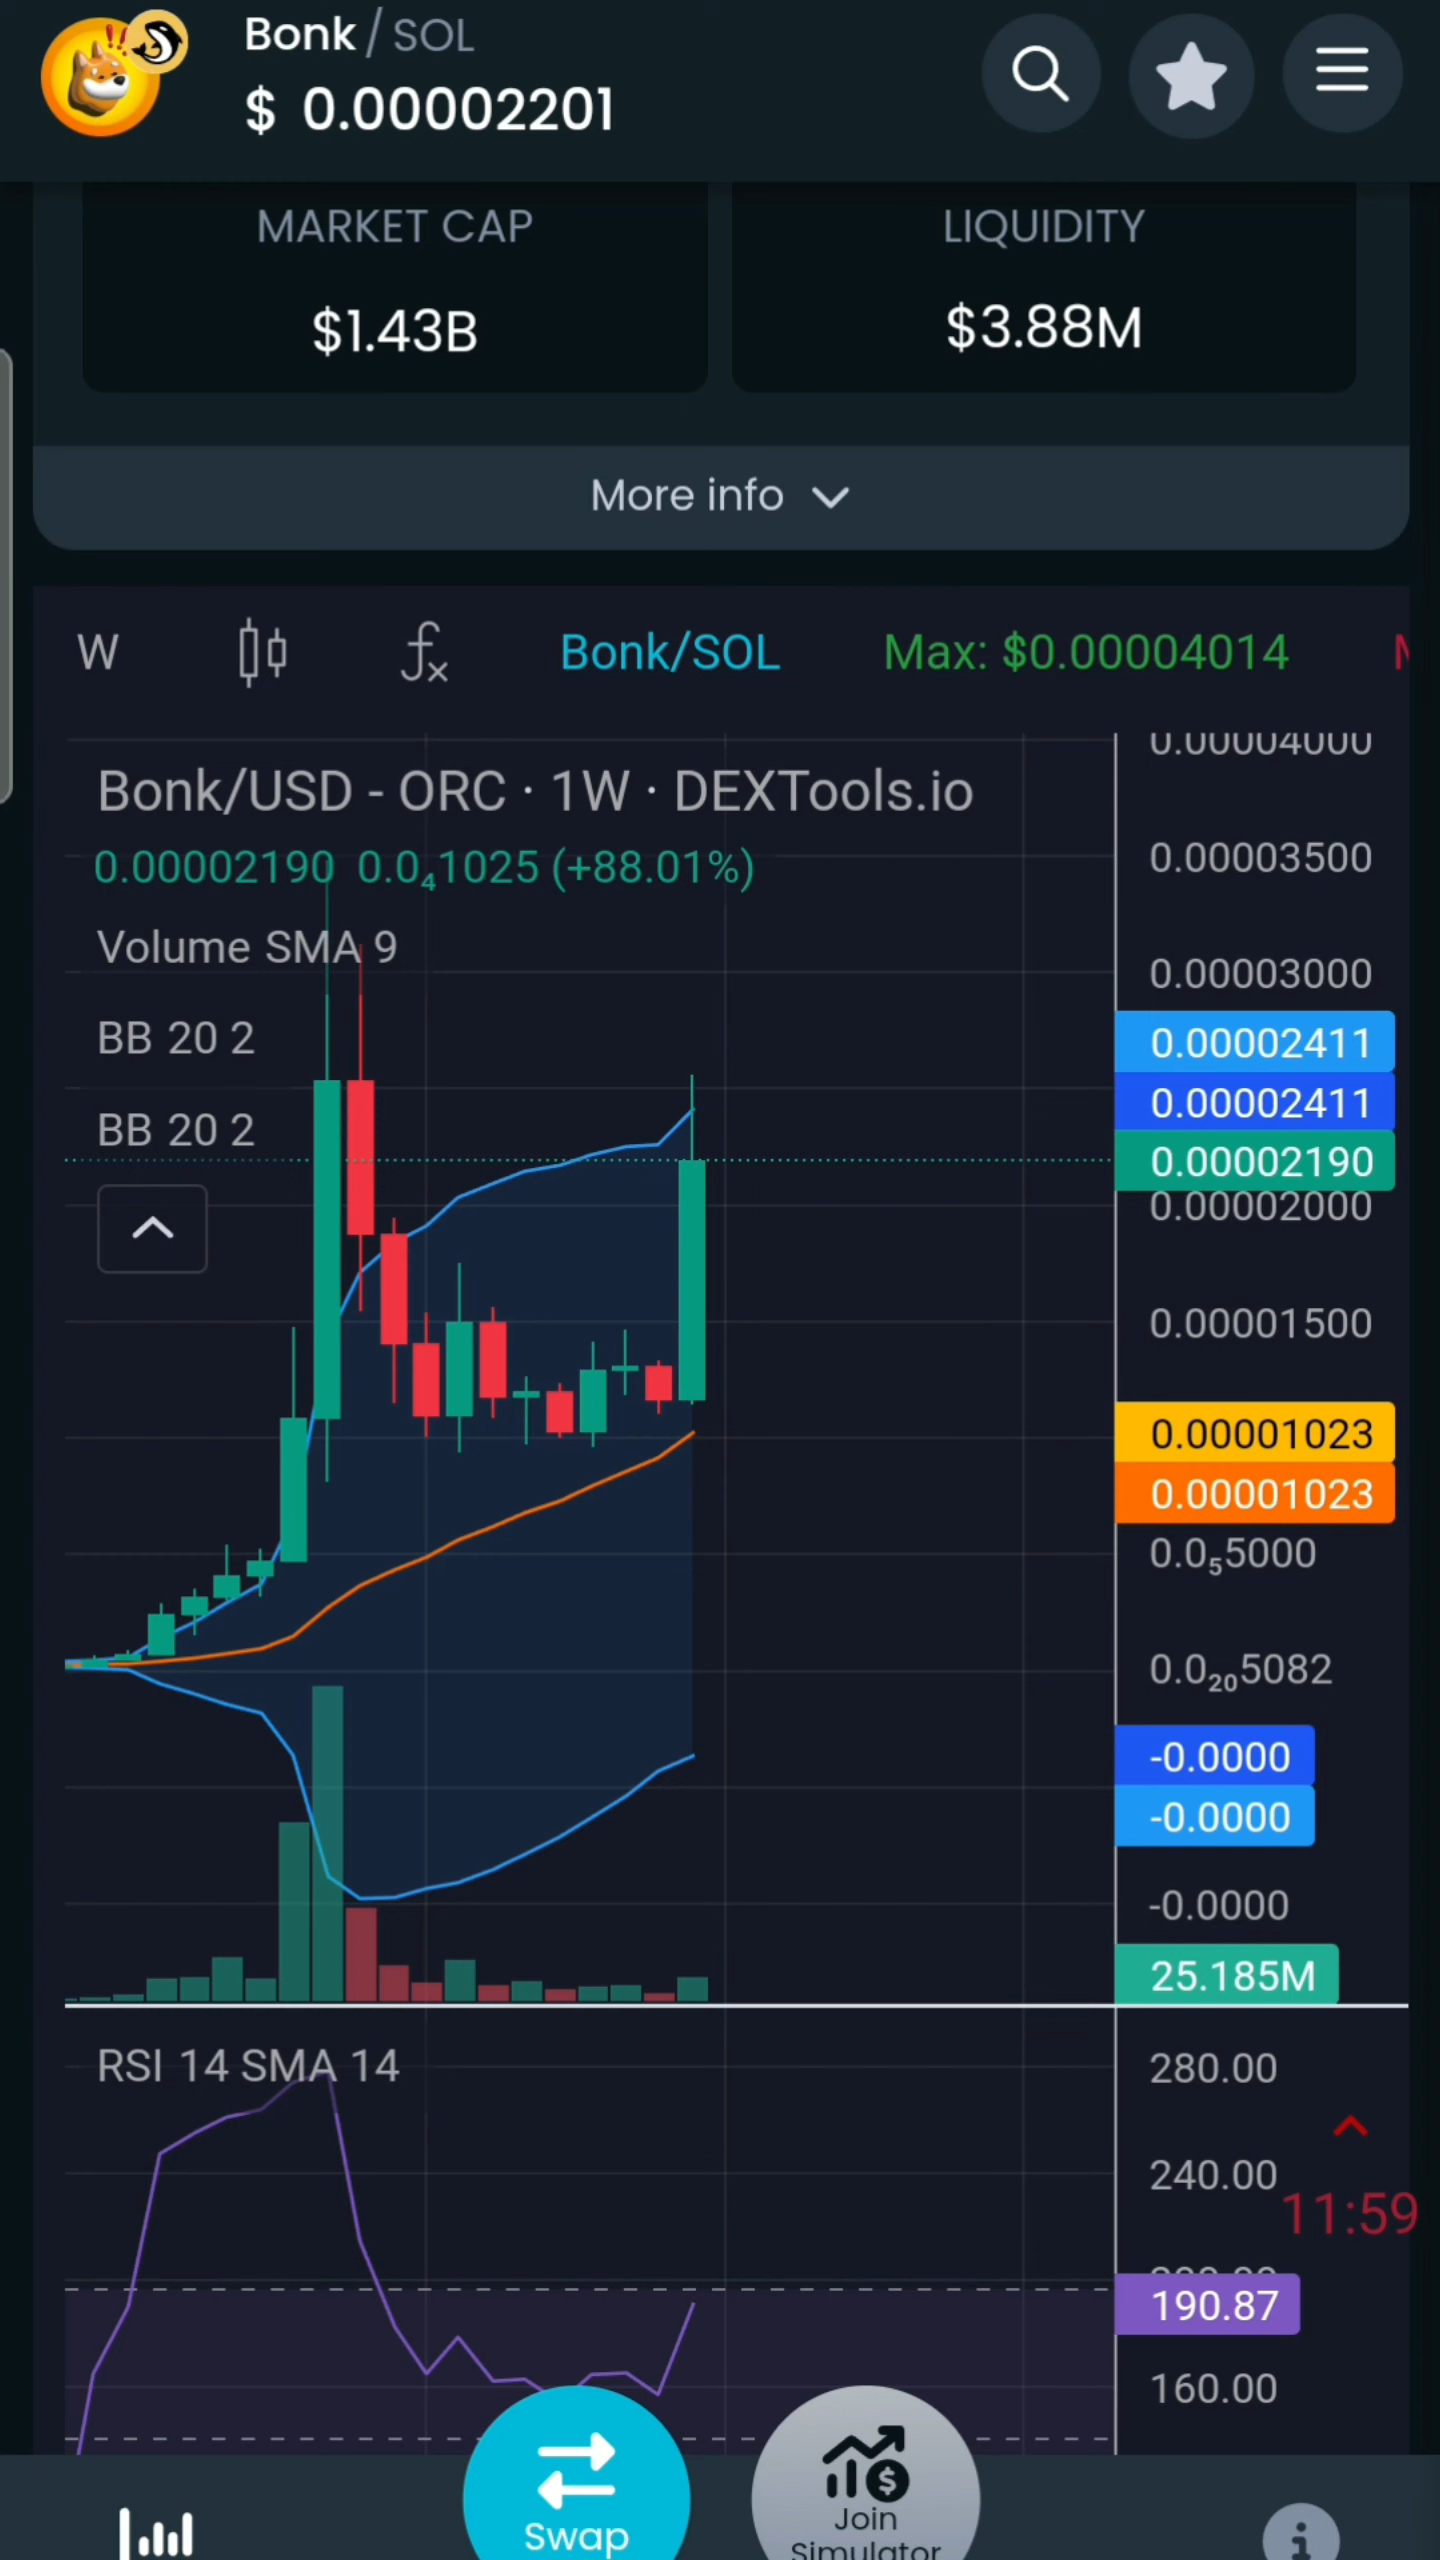 Bonk / SOL
$ 0.00002201
MARKET CAP
$1.43B
LIQUIDITY
$3.88M
More info
W
Bonk/SOL
Max: $0.00004014
Bonk/USD - ORC · 1W · DEXTools.io
0.00002190 0.0₄1025 (+88.01%)
Volume SMA 9
BB 20 2
BB 20 2
0.00004000
0.00003500
0.00003000
0.00002411
0.00002411
0.00002190
0.00002000
0.00001500
0.00001023
0.00001023
0.0₅5000
0.0₂₀5082
-0.0000
-0.0000
-0.0000
25.185M
RSI 14 SMA 14
280.00
240.00
11:59
190.87
160.00
Swap
Join
Simulator